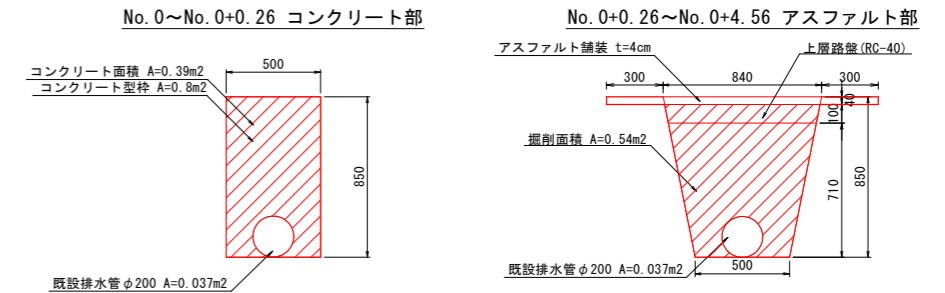 No.0～No.0+0.26 コンクリート部
コンクリート面積 A=0.39m2
コンクリート型枠 A=0.8m2
500
850
既設排水管φ200 A=0.037m2
No.0+0.26～No.0+4.56 アスファルト部
アスファルト舗装 t=4cm
上層路盤(RC-40)
300
840
300
40
100
掘削面積 A=0.54m2
710
850
既設排水管φ200 A=0.037m2
500